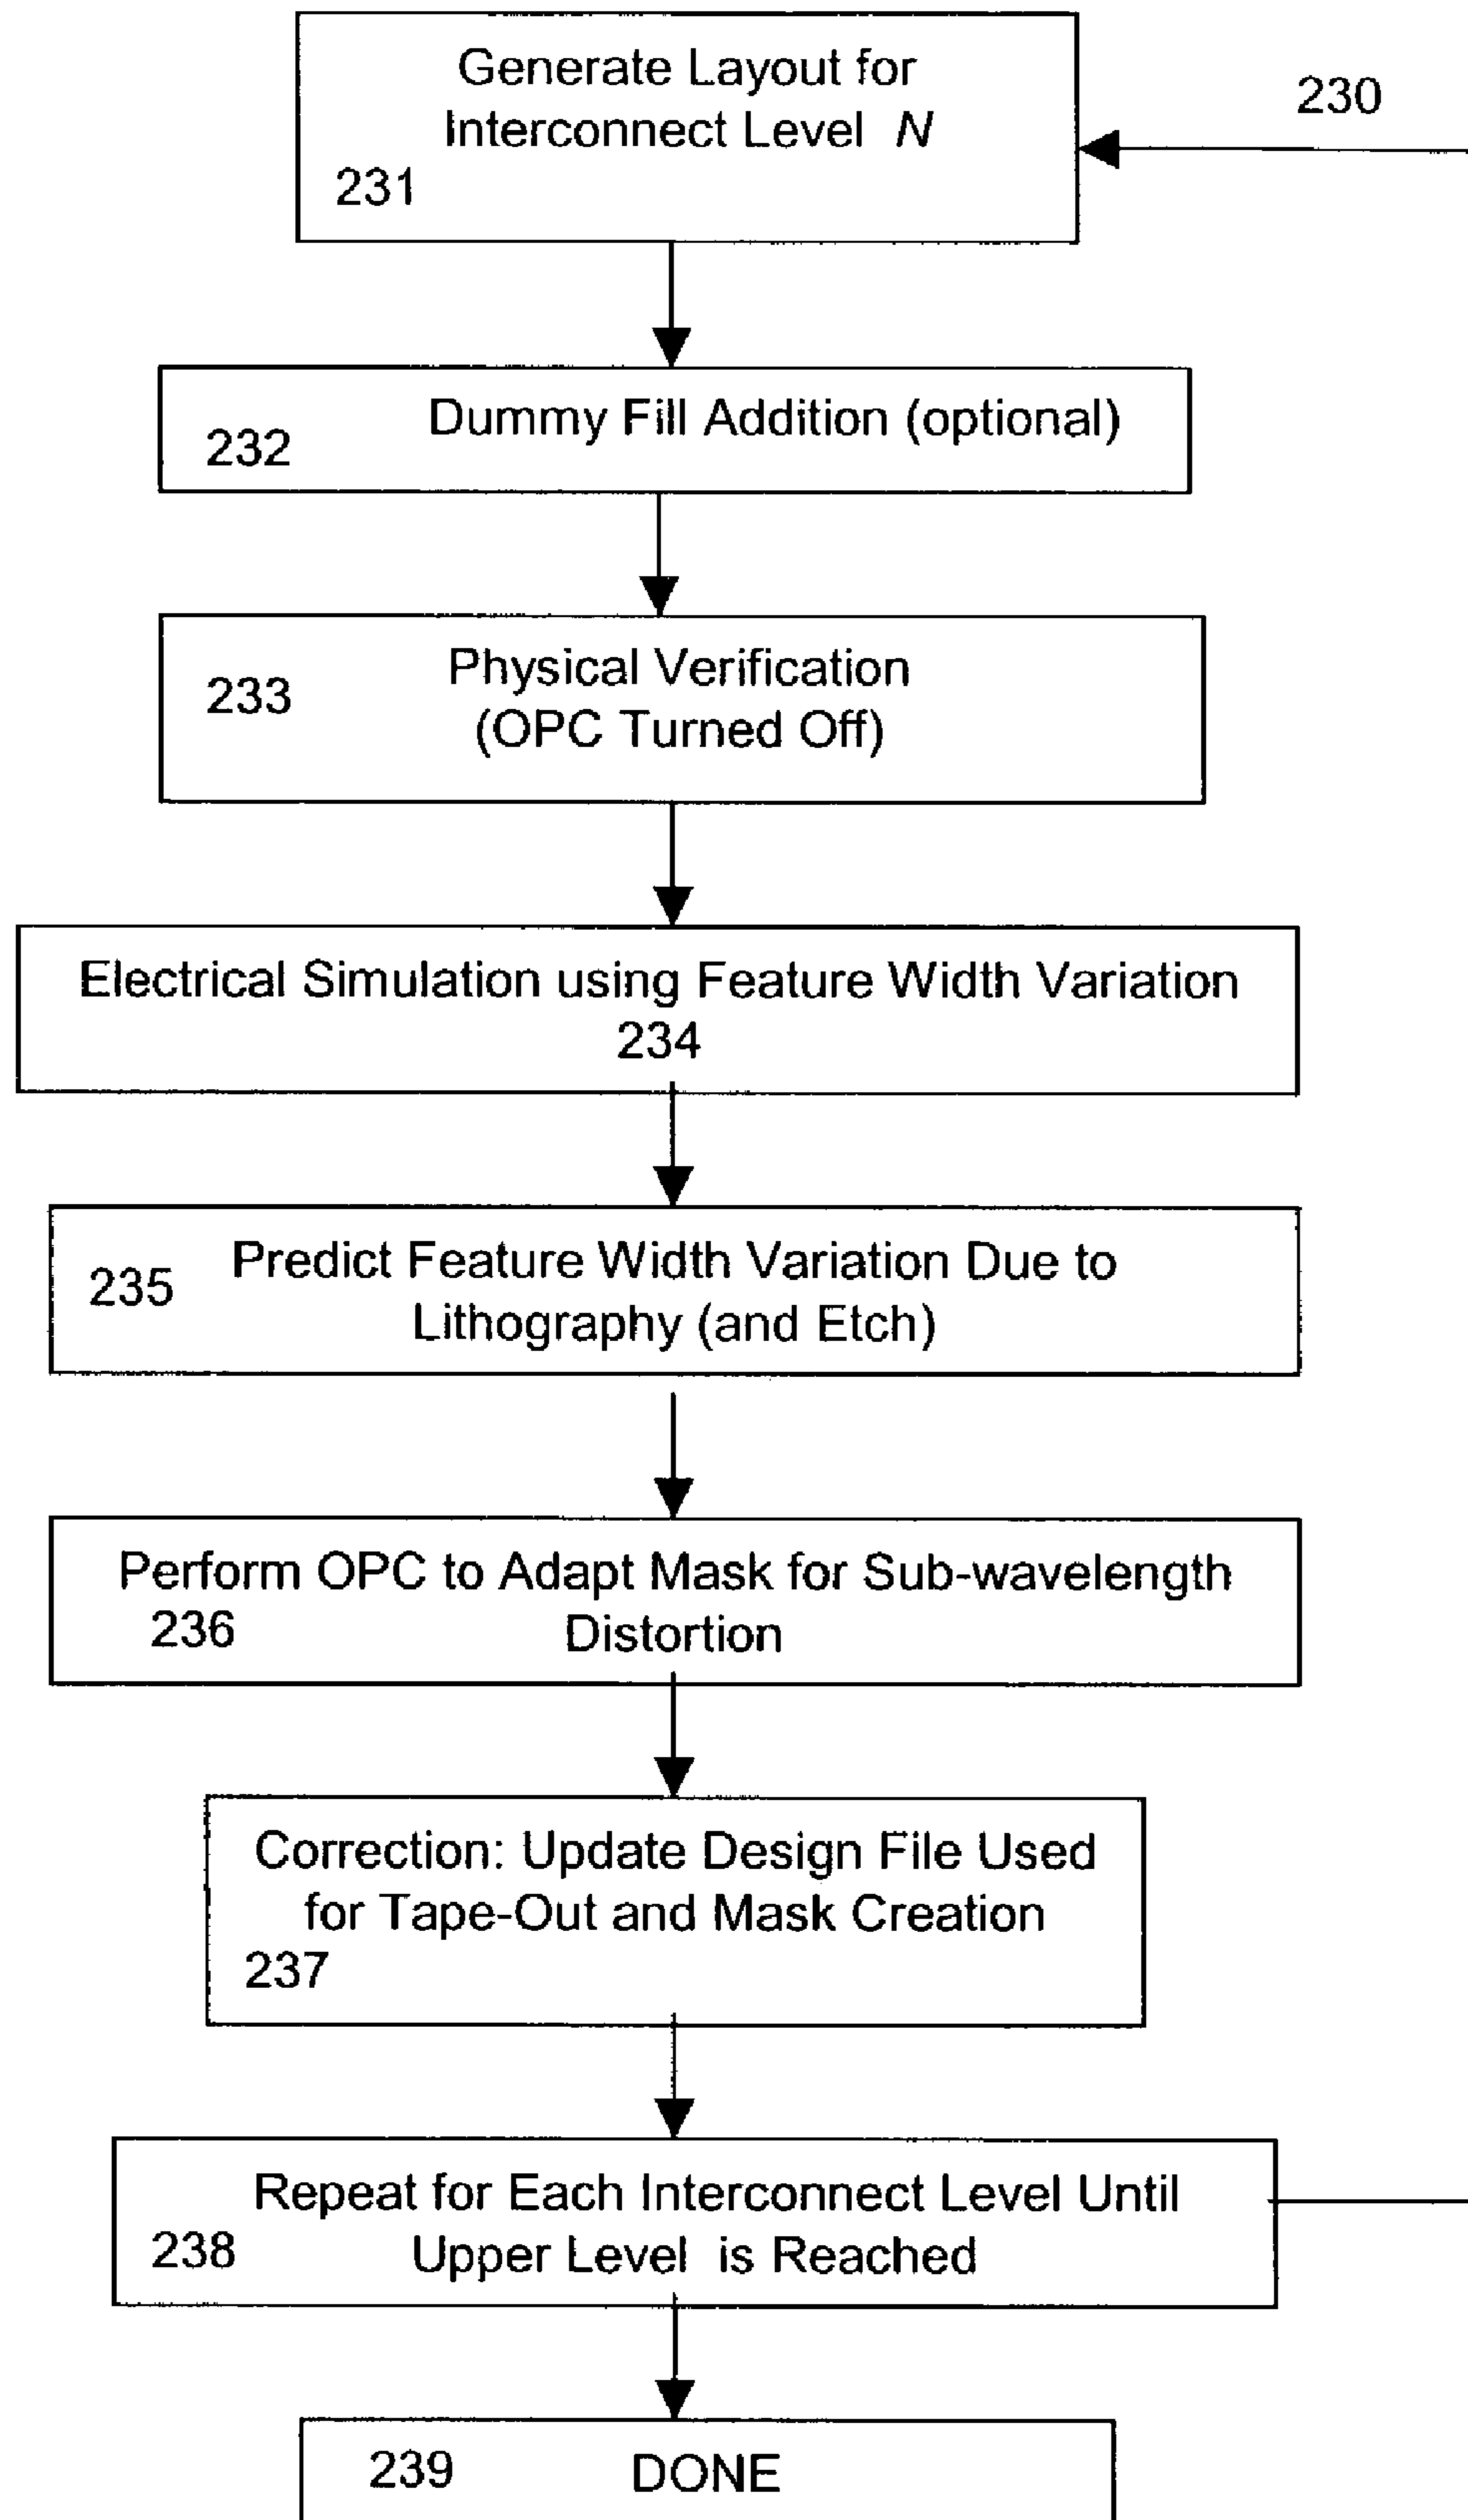 Generate Layout for
Interconnect Level N
231
230
232 Dummy Fill Addition (optional)
233 Physical Verification
(OPC Turned Off)
Electrical Simulation using Feature Width Variation
234
235 Predict Feature Width Variation Due to
Lithography (and Etch)
Perform OPC to Adapt Mask for Sub-wavelength
236 Distortion
Correction: Update Design File Used
for Tape-Out and Mask Creation
237
Repeat for Each Interconnect Level Until
238 Upper Level is Reached
239 DONE